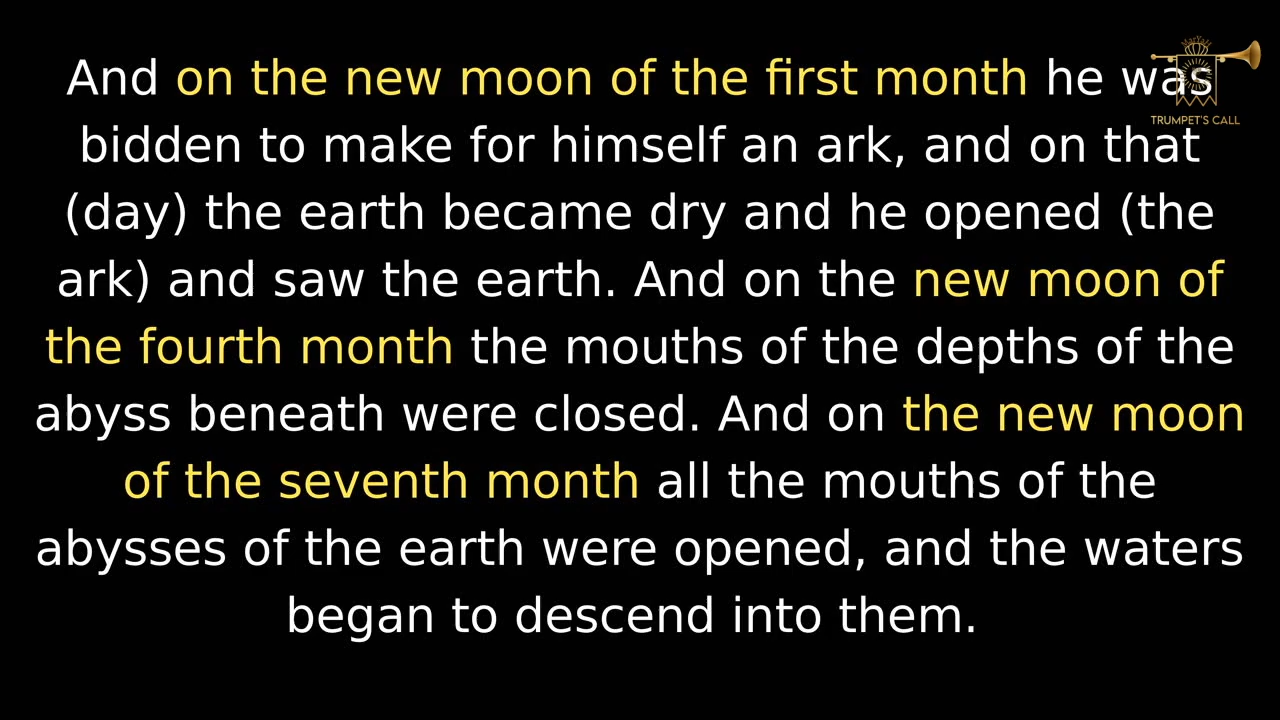 And on the new moon of the first month he was
bidden to make for himself an ark, and on that
(day) the earth became dry and he opened (the
ark) and saw the earth. And on the new moon of
the fourth month the mouths of the depths of the
abyss beneath were closed. And on the new moon
of the seventh month all the mouths of the
abysses of the earth were opened, and the waters
began to descend into them.
TRUMPET'S CALL